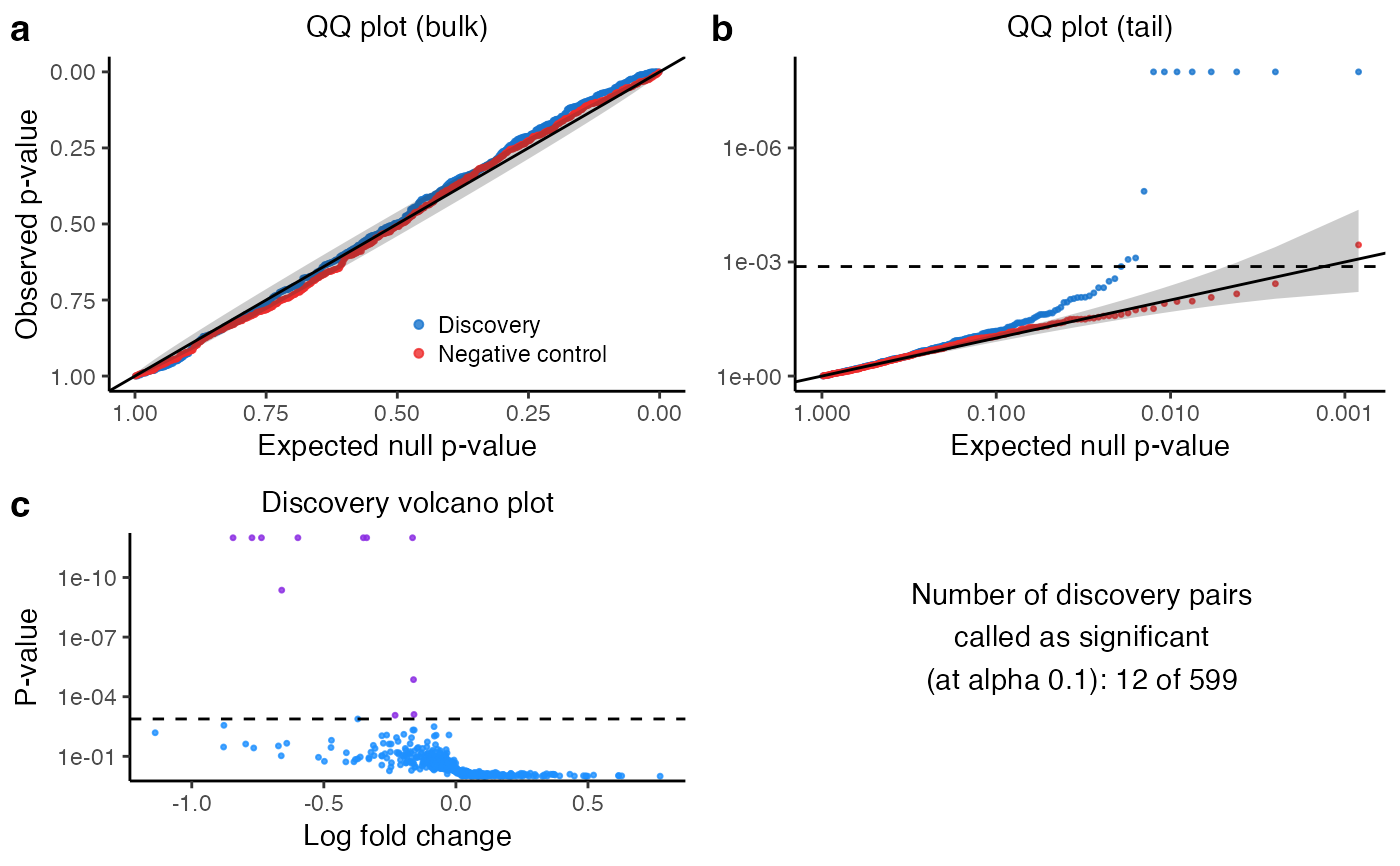 a
QQ plot (bulk)
Observed p-value
0.00
0.25
0.50
0.75
1.00
Discovery
Negative control
1.00
0.75
0.50
0.25
0.00
Expected null p-value
b
QQ plot (tail)
1e-06
1e-03
1e+00
1.000
0.100
0.010
0.001
Expected null p-value
c
Discovery volcano plot
P-value
1e-10
1e-07
1e-04
1e-01
-1.0
-0.5
0.0
0.5
Log fold change
Number of discovery pairs
called as significant
(at alpha 0.1): 12 of 599